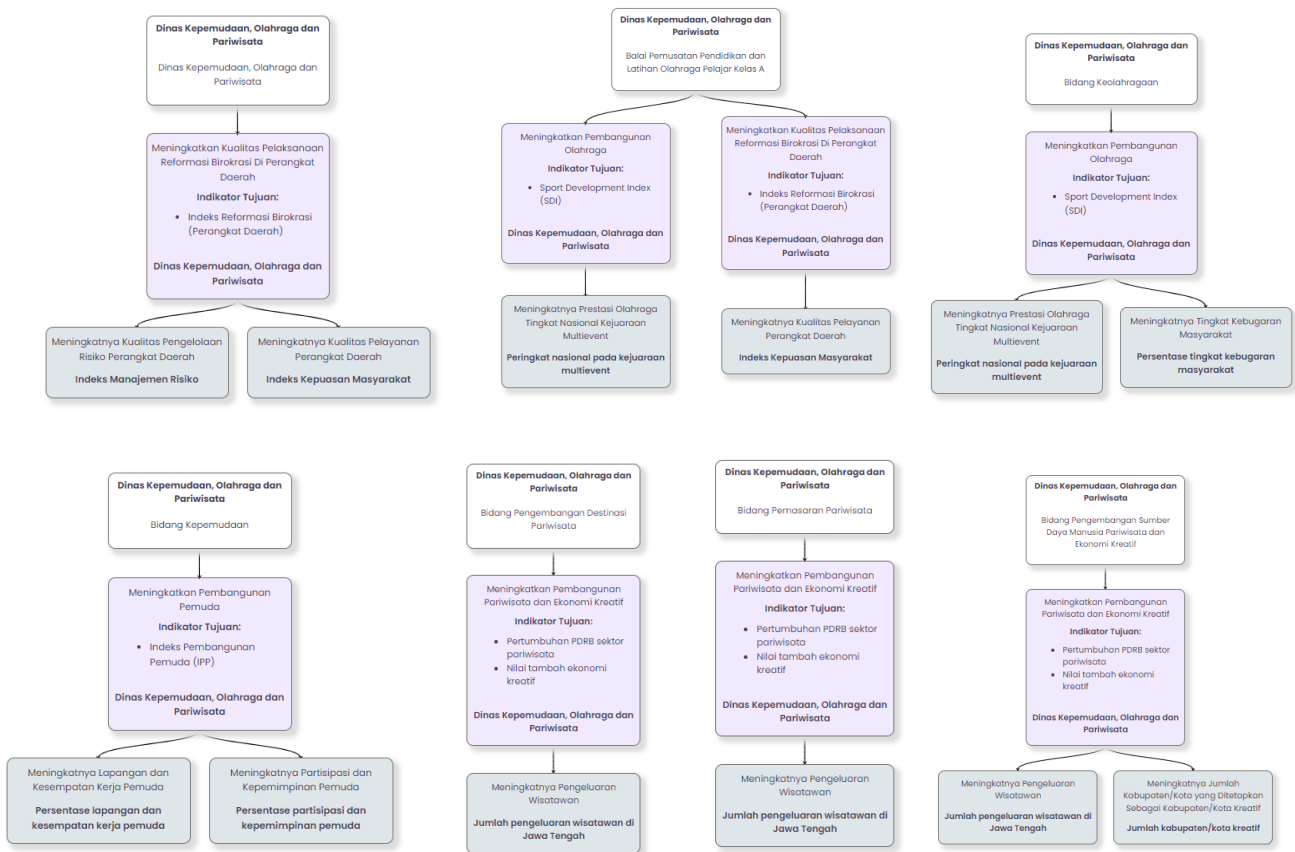 Dinas Kepemudaan, Olahraga dan
Pariwisata
Dinas Kepemudaan, Olahraga dan
Pariwisata
Meningkatkan Kualitas Pelaksanaan
Reformasi Birokrasi Di Perangkat
Daerah
Indikator Tujuan:
• Indeks Reformasi Birokrasi
(Perangkat Daerah)
Dinas Kepemudaan, Olahraga dan
Pariwisata
Meningkatnya Kualitas Pengelolaan
Risiko Perangkat Daerah
Indeks Manajemen Risiko
Meningkatnya Kualitas Pelayanan
Perangkat Daerah
Indeks Kepuasan Masyarakat
Dinas Kepemudaan, Olahraga dan
Pariwisata
Balai Pemusatan Pendidikan dan
Latihan Olahraga Pelajar Kelas A
Meningkatkan Pembangunan
Olahraga
Indikator Tujuan:
• Sport Development Index
(SDI)
Dinas Kepemudaan, Olahraga dan
Pariwisata
Meningkatnya Prestasi Olahraga
Tingkat Nasional Kejuaraan
Multievent
Peringkat nasional pada kejuaraan
multievent
Meningkatkan Kualitas Pelaksanaan
Reformasi Birokrasi Di Perangkat
Daerah
Indikator Tujuan:
• Indeks Reformasi Birokrasi
(Perangkat Daerah)
Dinas Kepemudaan, Olahraga dan
Pariwisata
Meningkatnya Kualitas Pelayanan
Perangkat Daerah
Indeks Kepuasan Masyarakat
Dinas Kepemudaan, Olahraga dan
Pariwisata
Bidang Keolahragaan
Meningkatkan Pembangunan
Olahraga
Indikator Tujuan:
• Sport Development Index
(SDI)
Dinas Kepemudaan, Olahraga dan
Pariwisata
Meningkatnya Prestasi Olahraga
Tingkat Nasional Kejuaraan
Multievent
Peringkat nasional pada kejuaraan
multievent
Meningkatnya Tingkat Kebugaran
Masyarakat
Persentase tingkat kebugaran
masyarakat
Dinas Kepemudaan, Olahraga dan
Pariwisata
Bidang Kepemudaan
Meningkatkan Pembangunan
Pemuda
Indikator Tujuan:
• Indeks Pembangunan
Pemuda (IPP)
Dinas Kepemudaan, Olahraga dan
Pariwisata
Meningkatnya Lapangan dan
Kesempatan Kerja Pemuda
Persentase lapangan dan
kesempatan kerja pemuda
Meningkatnya Partisipasi dan
Kepemimpinan Pemuda
Persentase partisipasi dan
kepemimpinan pemuda
Dinas Kepemudaan, Olahraga dan
Pariwisata
Bidang Pengembangan Destinasi
Pariwisata
Meningkatkan Pembangunan
Pariwisata dan Ekonomi Kreatif
Indikator Tujuan:
• Pertumbuhan PDRB sektor
pariwisata
• Nilai tambah ekonomi
kreatif
Dinas Kepemudaan, Olahraga dan
Pariwisata
Meningkatnya Pengeluaran
Wisatawan
Jumlah pengeluaran wisatawan di
Jawa Tengah
Dinas Kepemudaan, Olahraga dan
Pariwisata
Bidang Pemasaran Pariwisata
Meningkatkan Pembangunan
Pariwisata dan Ekonomi Kreatif
Indikator Tujuan:
• Pertumbuhan PDRB sektor
pariwisata
• Nilai tambah ekonomi
kreatif
Dinas Kepemudaan, Olahraga dan
Pariwisata
Meningkatnya Pengeluaran
Wisatawan
Jumlah pengeluaran wisatawan di
Jawa Tengah
Dinas Kepemudaan, Olahraga dan
Pariwisata
Bidang Pengembangan Sumber
Daya Manusia Pariwisata dan
Ekonomi Kreatif
Meningkatkan Pembangunan
Pariwisata dan Ekonomi Kreatif
Indikator Tujuan:
• Pertumbuhan PDRB sektor
pariwisata
• Nilai tambah ekonomi
kreatif
Dinas Kepemudaan, Olahraga dan
Pariwisata
Meningkatnya Pengeluaran
Wisatawan
Jumlah pengeluaran wisatawan di
Jawa Tengah
Meningkatnya Jumlah
Kabupaten/Kota yang Ditetapkan
Sebagai Kabupaten/Kota Kreatif
Jumlah kabupaten/kota kreatif